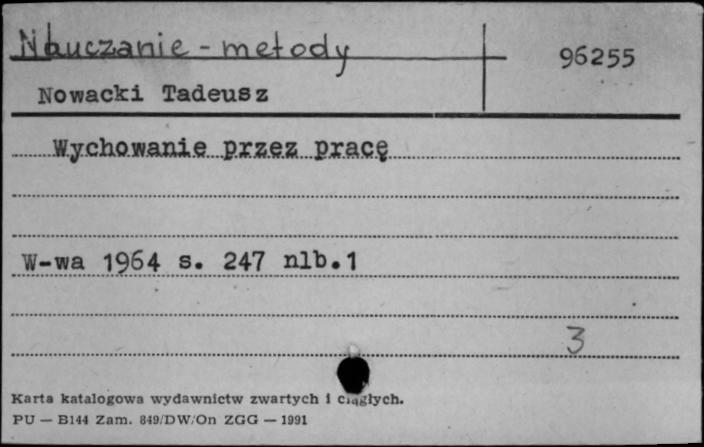 Nauczanie - metody
96255
Nowacki Tadeusz
Wychowanie przez pracę
W-wa 1964 s. 247 nlb.1
3
Karta katalogowa wydawnictw zwartych i ciągłych.
PU — B144 Zam. 849/DW/On ZGG — 1991